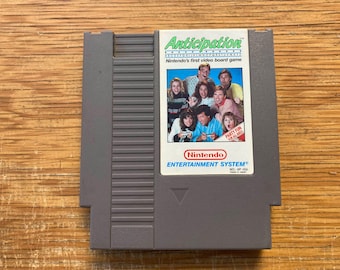 Anticipation
Nintendo's first video board game
Nintendo
ENTERTAINMENT SYSTEM